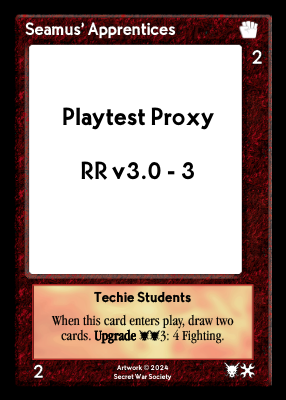 Seamus' Apprentices
2
Playtest Proxy
RR v3.0 - 3
Techie Students
When this card enters play, draw two
cards. Upgrade 3: 4 Fighting.
2
Artwork © 2024
Secret War Society